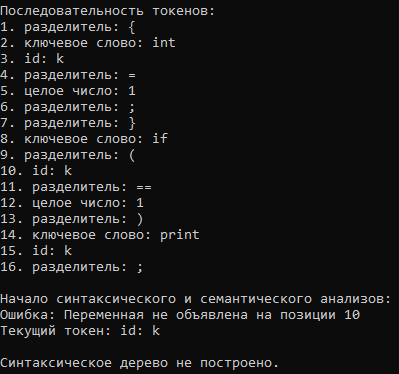 Последовательность токенов:
1. разделитель: {
2. ключевое слово: int
3. id: k
4. разделитель: =
5. целое число: 1
6. разделитель: ;
7. разделитель: }
8. ключевое слово: if
9. разделитель: (
10. id: k
11. разделитель: ==
12. целое число: 1
13. разделитель: )
14. ключевое слово: print
15. id: k
16. разделитель: ;
Начало синтаксического и семантического анализов:
Ошибка: Переменная не объявлена на позиции 10
Текущий токен: id: k
Синтаксическое дерево не построено.